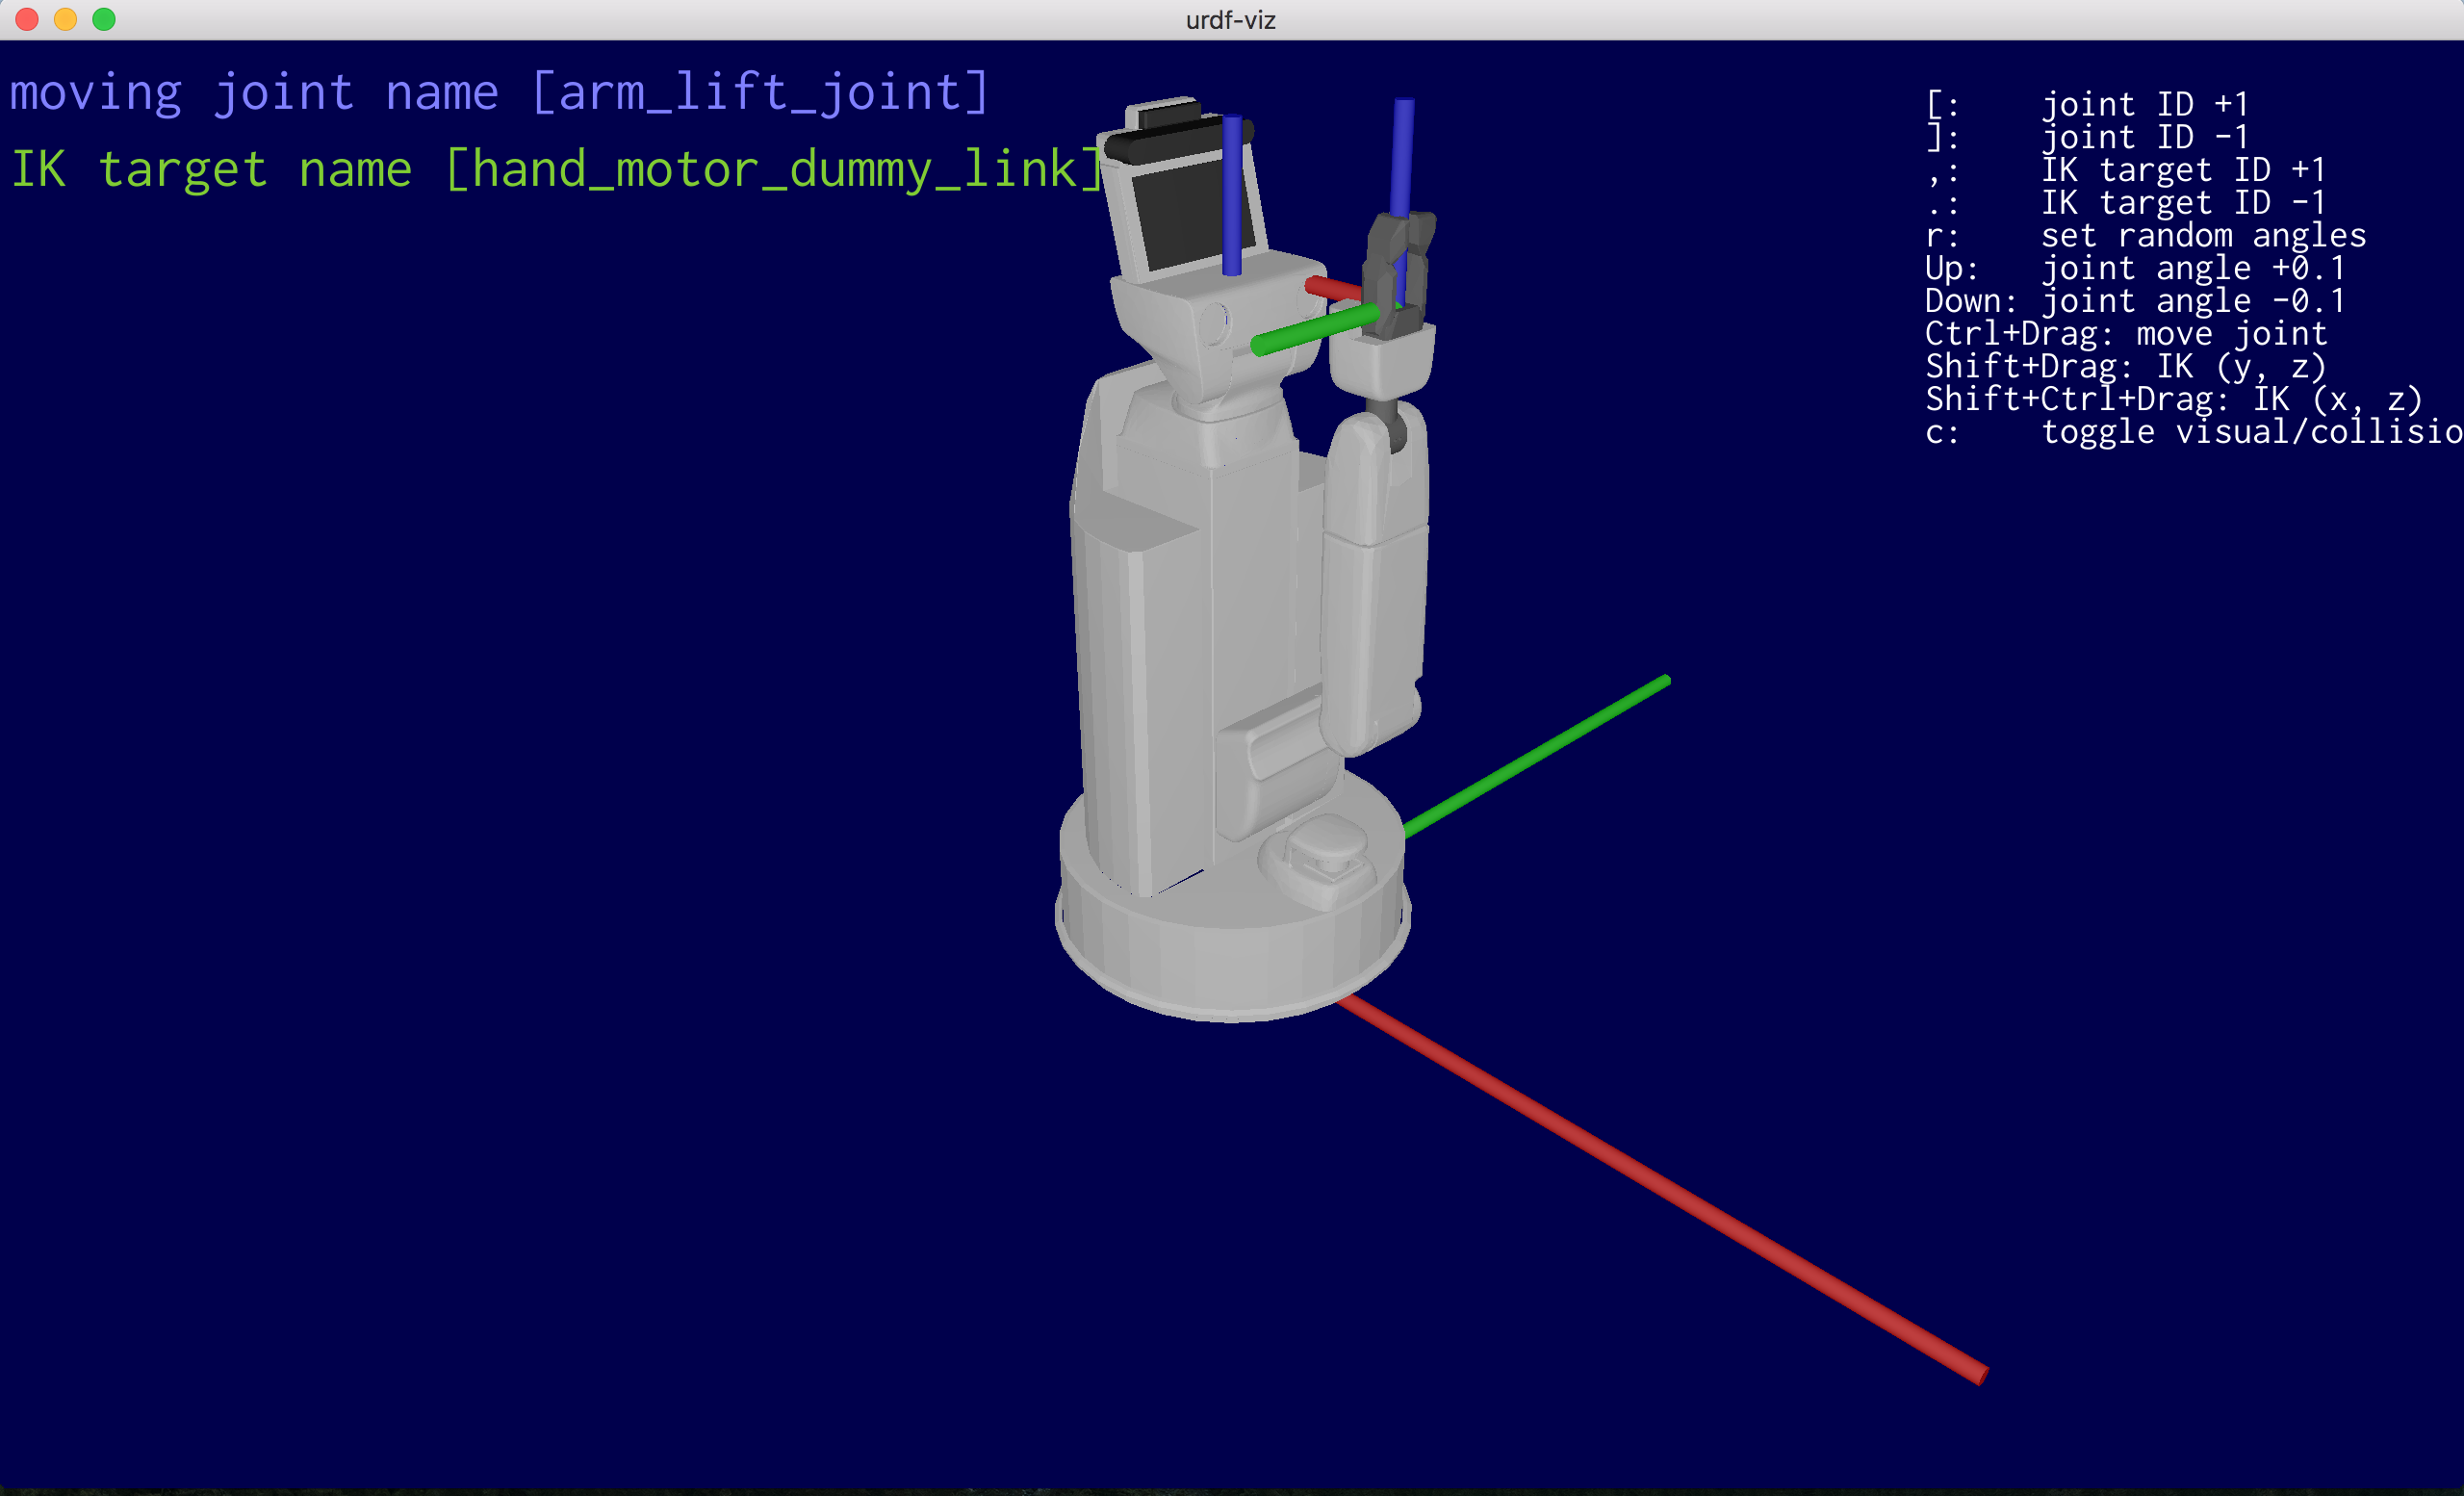 urdf-viz
moving joint name [arm_lift_joint]
IK target name [hand_motor_dummy_link]
[: joint ID +1
]: joint ID -1
,: IK target ID +1
.: IK target ID -1
r: set random angles
Up: joint angle +0.1
Down: joint angle -0.1
Ctrl+Drag: move joint
Shift+Drag: IK (y, z)
Shift+Ctrl+Drag: IK (x, z)
c: toggle visual/collisio